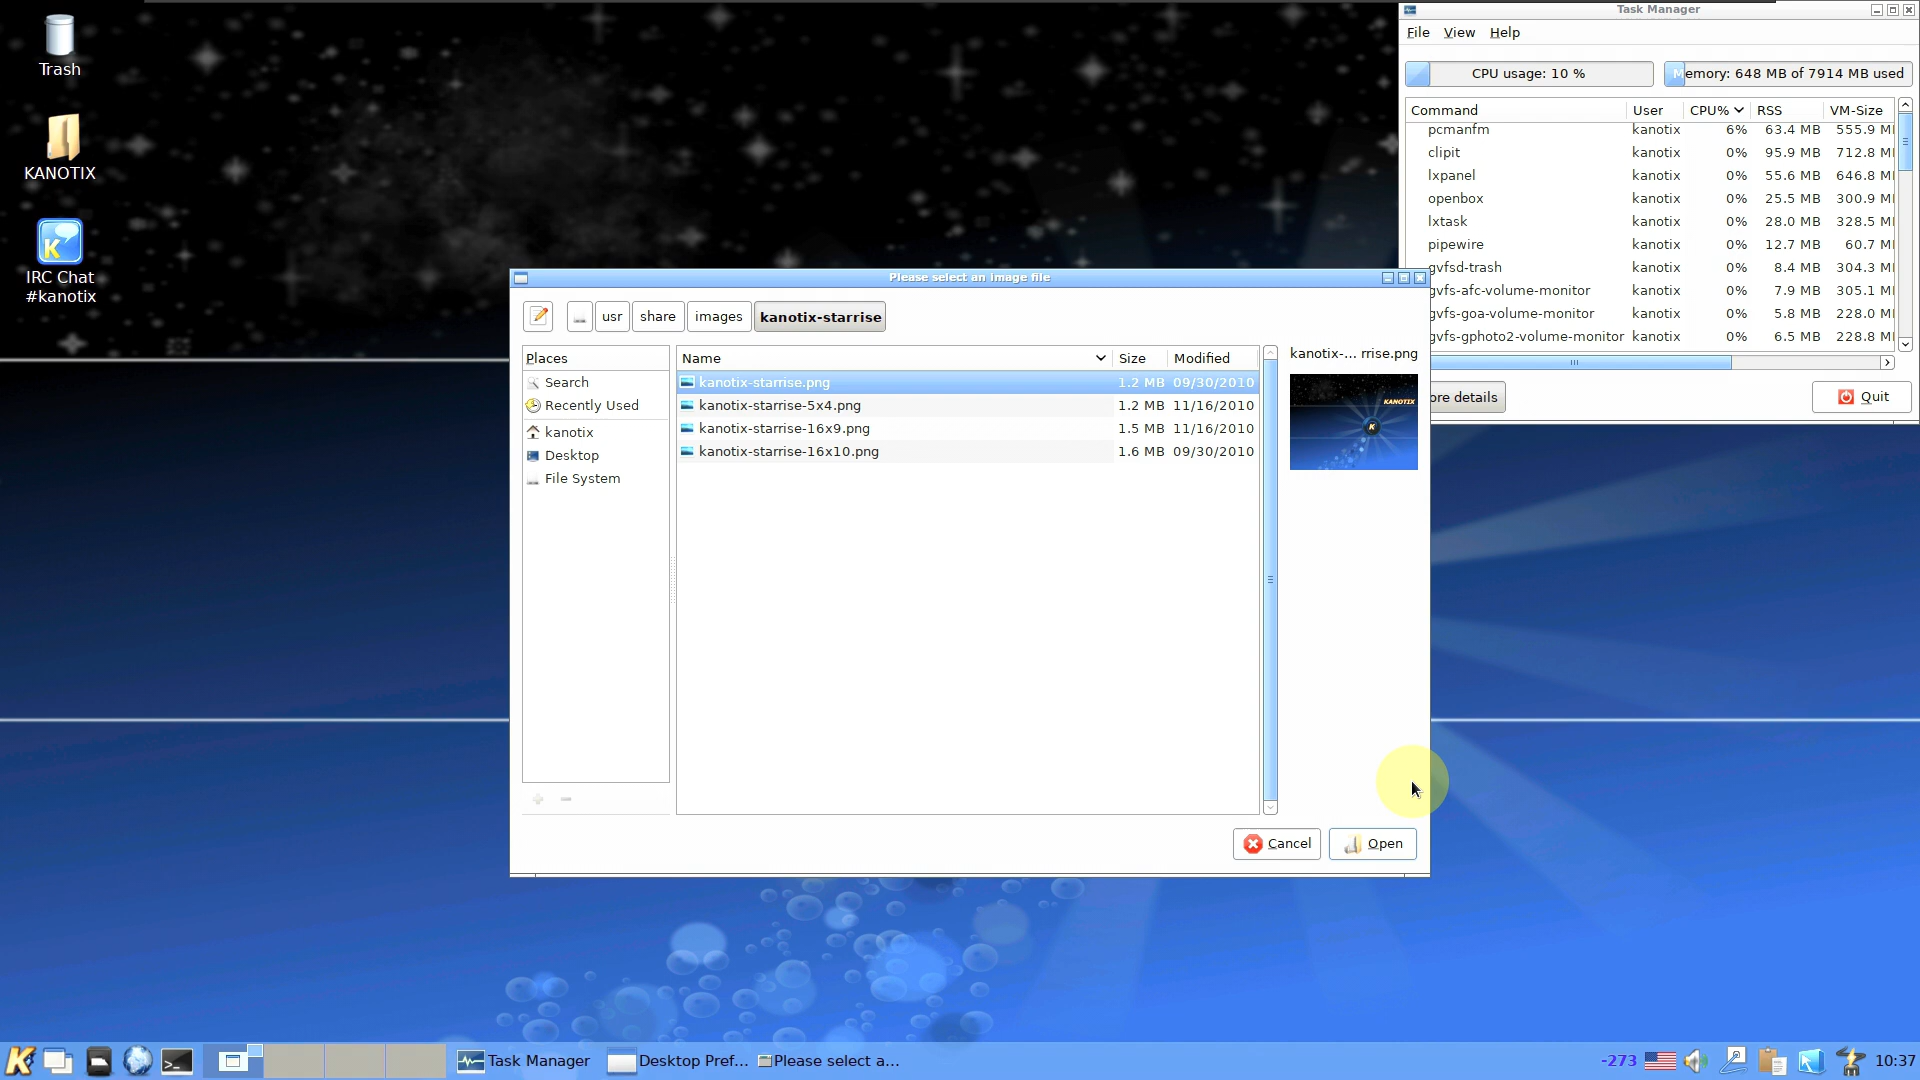 Trash
KANOTIX
IRC Chat
#kanotix
Task Manager
File View Help
CPU usage: 10 %
Memory: 648 MB of 7914 MB used
Command User CPU% RSS VM-Size
pcmanfm kanotix 6% 63.4 MB 555.9 M
clipit kanotix 0% 95.9 MB 712.8 M
lxpanel kanotix 0% 55.6 MB 646.8 M
openbox kanotix 0% 25.5 MB 300.9 M
lxtask kanotix 0% 28.0 MB 328.5 M
pipewire kanotix 0% 12.7 MB 60.7 M
gvfsd-trash kanotix 0% 8.4 MB 304.3 M
gvfs-afc-volume-monitor kanotix 0% 7.9 MB 305.1 M
gvfs-goa-volume-monitor kanotix 0% 5.8 MB 228.0 M
gvfs-gphoto2-volume-monitor kanotix 0% 6.5 MB 228.8 M
ore details
Quit
Please select an image file
usr share images kanotix-starrise
Places
Search
Recently Used
kanotix
Desktop
File System
Name Size Modified
kanotix-starrise.png 1.2 MB 09/30/2010
kanotix-starrise-5x4.png 1.2 MB 11/16/2010
kanotix-starrise-16x9.png 1.5 MB 11/16/2010
kanotix-starrise-16x10.png 1.6 MB 09/30/2010
kanotix-... rrise.png
KANOTIX
K
Cancel
Open
Task Manager
Desktop Pref...
Please select a...
-273
10:37